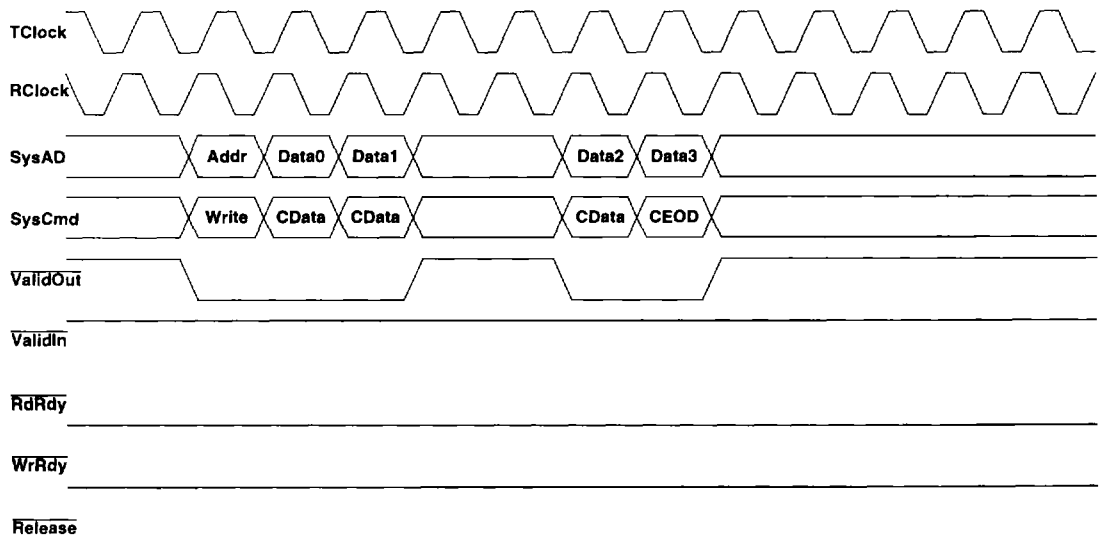 TClock
RClock
SysAD Addr Data0 Data1 Data2 Data3
SysCmd Write CData CData CData CEOD
ValidOut
ValidIn
RdRdy
WrRdy
Release